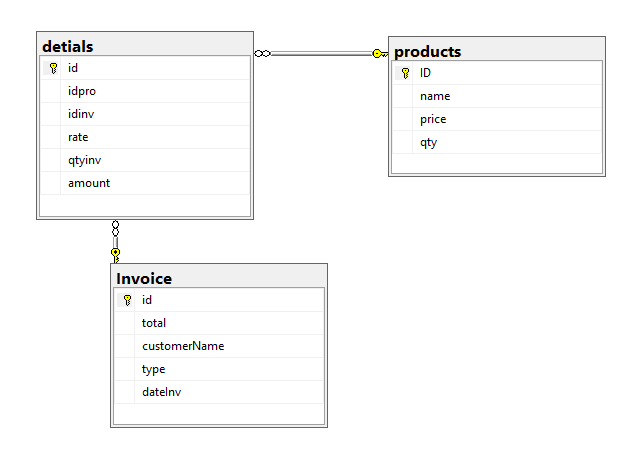 detials
id
idpro
idinv
rate
qtyinv
amount
products
ID
name
price
qty
Invoice
id
total
customerName
type
dateInv